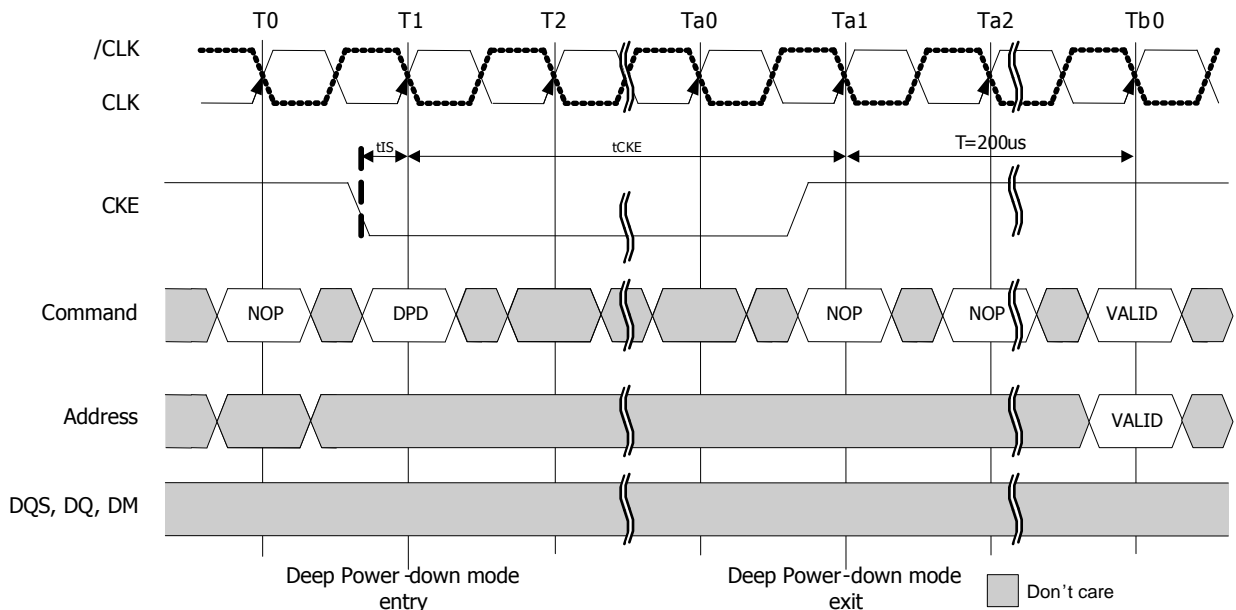 T0 T1 T2 Ta0 Ta1 Ta2 Tb0
/CLK
CLK
tIS tCKE T=200us
CKE
Command NOP DPD NOP NOP VALID
Address VALID
DQS, DQ, DM
Deep Power-down mode
entry
Deep Power-down mode
exit
Don't care